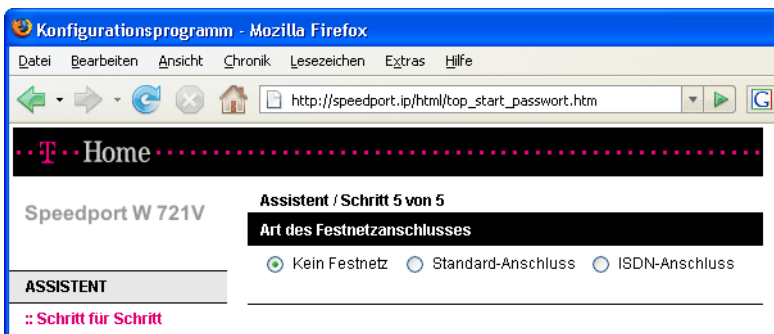 Konfigurationsprogramm - Mozilla Firefox
Datei Bearbeiten Ansicht Chronik Lesezeichen Extras Hilfe
http://speedport.ip/html/top_start_passwort.htm G
T Home
Speedport W 721V
Assistent / Schritt 5 von 5
Art des Festnetzanschlusses
Kein Festnetz Standard-Anschluss ISDN-Anschluss
ASSISTENT
:: Schritt für Schritt